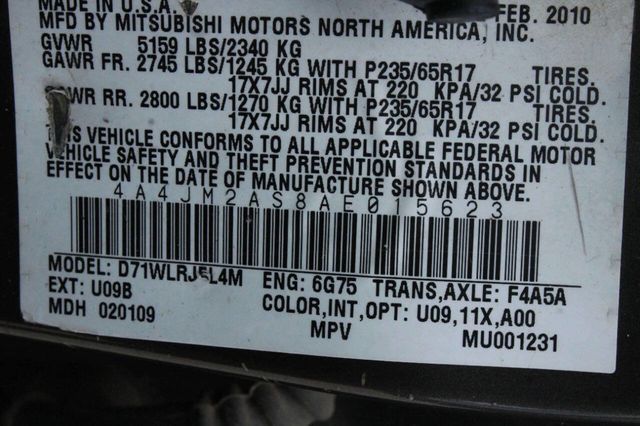 MADE IN U.S.A. FEB. 2010
MFD BY MITSUBISHI MOTORS NORTH AMERICA, INC.
GVWR 5159 LBS/2340 KG
GAWR FR. 2745 LBS/1245 KG WITH P235/65R17 TIRES.
17X7JJ RIMS AT 220 KPA/32 PSI COLD.
WR RR. 2800 LBS/1270 KG WITH P235/65R17 TIRES.
17X7JJ RIMS AT 220 KPA/32 PSI COLD.
THIS VEHICLE CONFORMS TO ALL APPLICABLE FEDERAL MOTOR
VEHICLE SAFETY AND THEFT PREVENTION STANDARDS IN
EFFECT ON THE DATE OF MANUFACTURE SHOWN ABOVE.
4A4JM2AS8AE015623
MODEL: D71WLRJ5L4M ENG: 6G75 TRANS,AXLE: F4A5A
EXT: U09B COLOR,INT,OPT: U09,11X,A00
MDH 020109 MPV MU001231